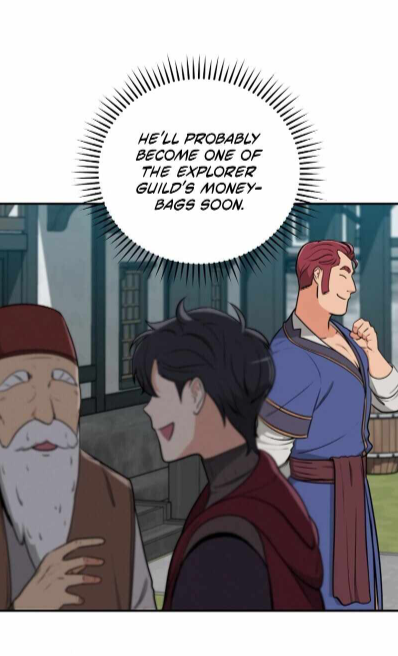 HE'LL PROBABLY
BECOME ONE OF
THE EXPLORER
GUILD'S MONEY-
BAGS SOON.